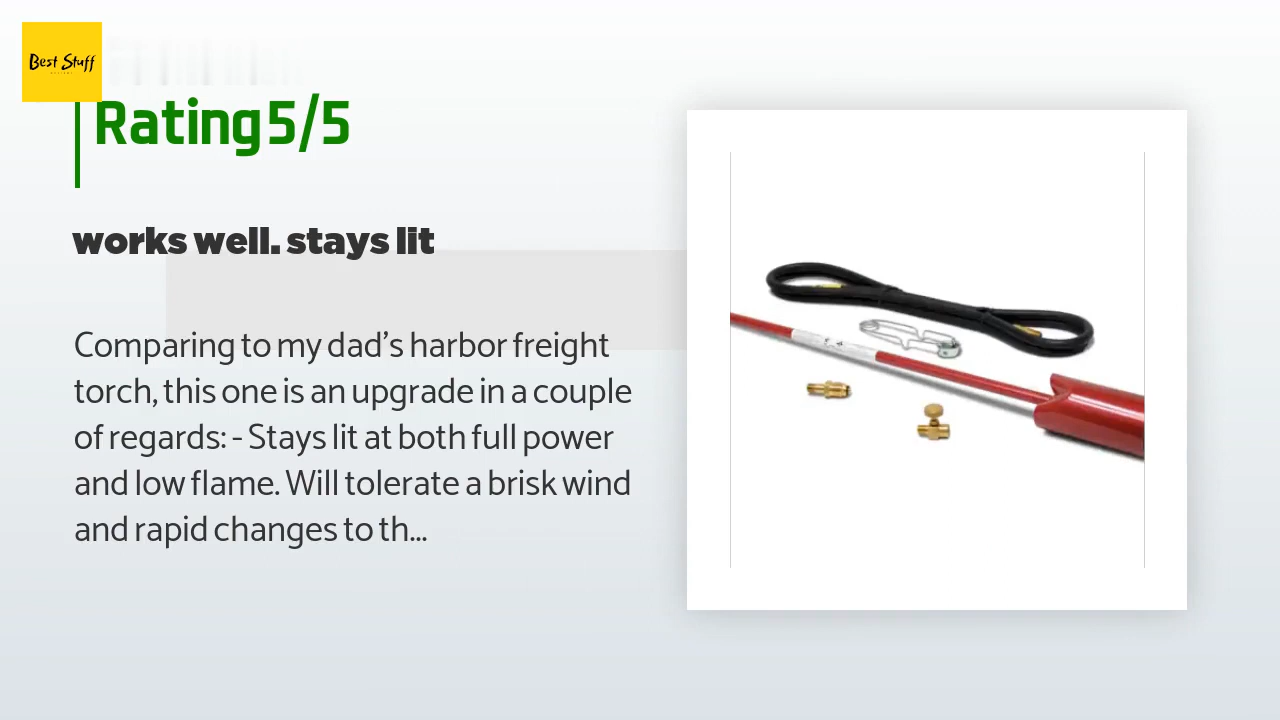 Best Stuff
Rating 5/5
works well. stays lit
Comparing to my dad's harbor freight
torch, this one is an upgrade in a couple
of regards: - Stays lit at both full power
and low flame. Will tolerate a brisk wind
and rapid changes to th...